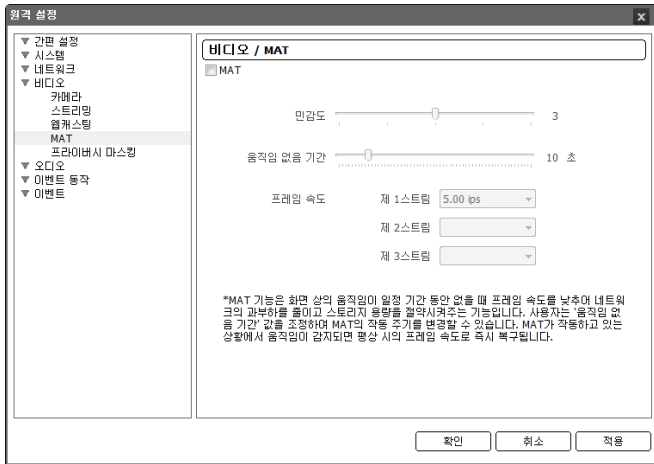 원격 설정
▼ 간편 설정
▼ 시스템
▼ 네트워크
▼ 비디오
카메라
스트리밍
웹캐스팅
MAT
프라이버시 마스킹
▼ 오디오
▼ 이벤트 동작
▼ 이벤트
비디오 / MAT
MAT
민감도 3
움직임 없음 기간 10 초
프레임 속도 제 1스트림 5.00 ips
제 2스트림
제 3스트림
*MAT 기능은 화면 상의 움직임이 일정 기간 동안 없을 때 프레임 속도를 낮추어 네트워
크의 과부하를 줄이고 스토리지 용량을 절약시켜주는 기능입니다. 사용자는 '움직임 없
음 기간' 값을 조정하여 MAT의 작동 주기를 변경할 수 있습니다. MAT가 작동하고 있는
상황에서 움직임이 감지되면 평상 시의 프레임 속도로 즉시 복구됩니다.
확인 취소 적용